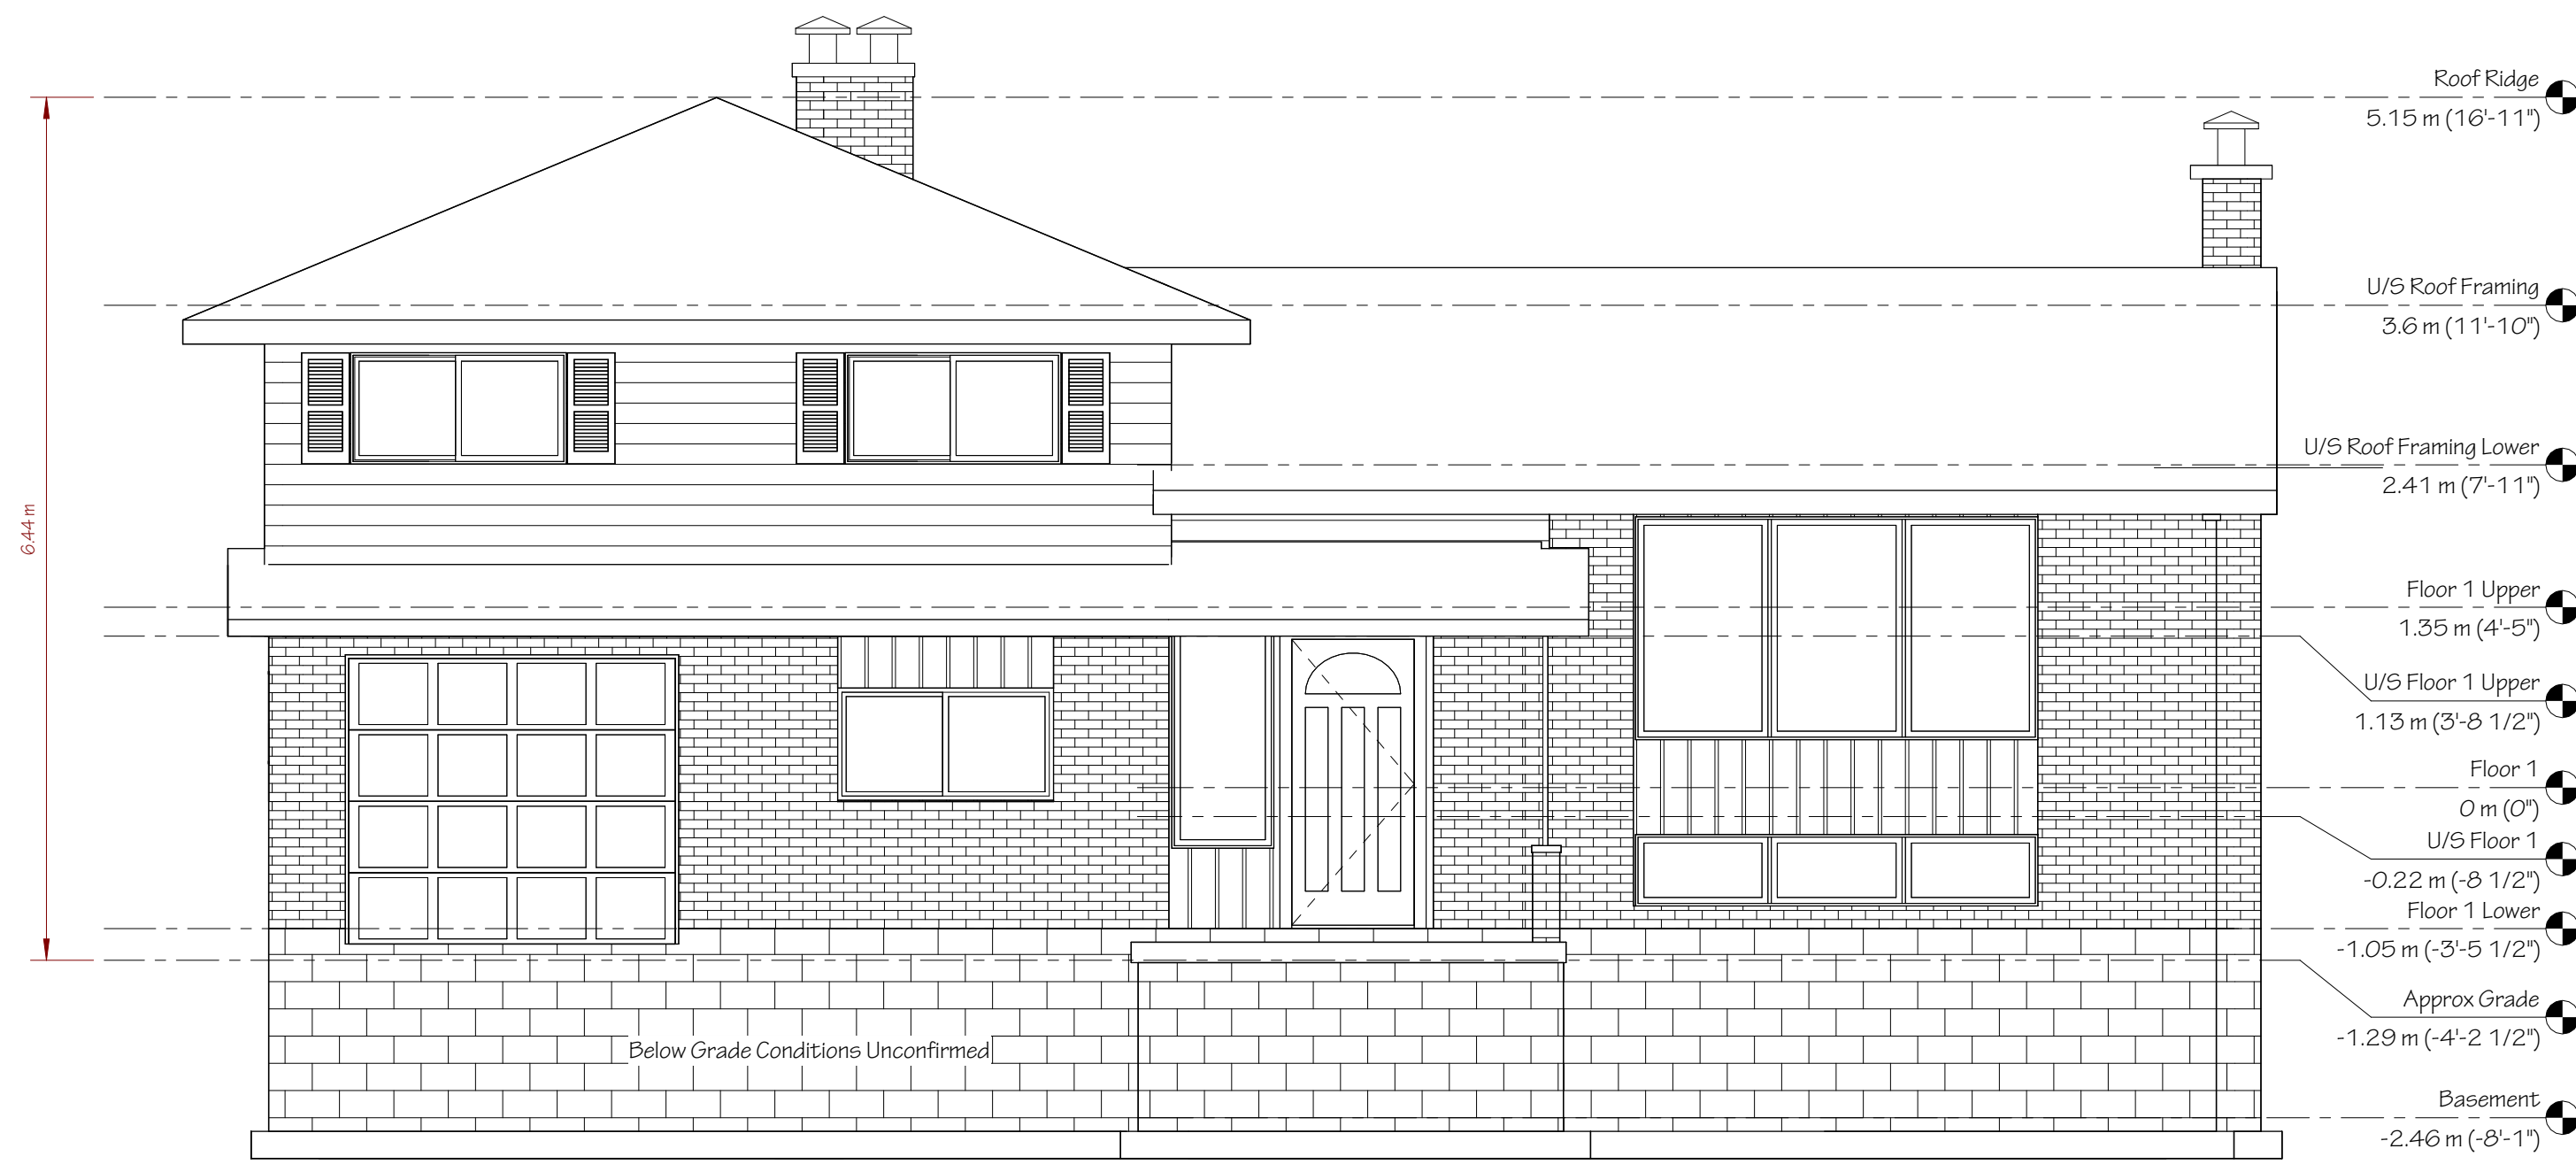 Roof Ridge
5.15 m (16'-11")
U/S Roof Framing
3.6 m (11'-10")
U/S Roof Framing Lower
2.41 m (7'-11")
6.44 m
Floor 1 Upper
1.35 m (4'-5")
U/S Floor 1 Upper
1.13 m (3'-8 1/2")
Floor 1
0 m (0")
U/S Floor 1
-0.22 m (-8 1/2")
Floor 1 Lower
-1.05 m (-3'-5 1/2")
Approx Grade
-1.29 m (-4'-2 1/2")
Below Grade Conditions Unconfirmed
Basement
-2.46 m (-8'-1")